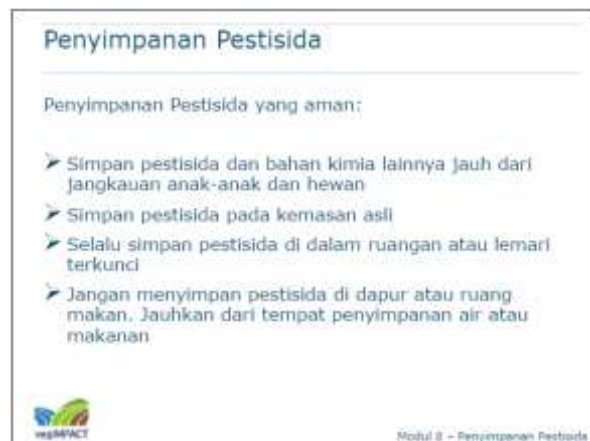 Penyimpanan Pestisida
Penyimpanan Pestisida yang aman:
➤ Simpan pestisida dan bahan kimia lainnya jauh dari
jangkauan anak-anak dan hewan
➤ Simpan pestisida pada kemasan asli
➤ Selalu simpan pestisida di dalam ruangan atau lemari
terkunci
➤ Jangan menyimpan pestisida di dapur atau ruang
makan. Jauhkan dari tempat penyimpanan air atau
makanan
vegIMPACT
Modul 8 – Penyimpanan Pestisida